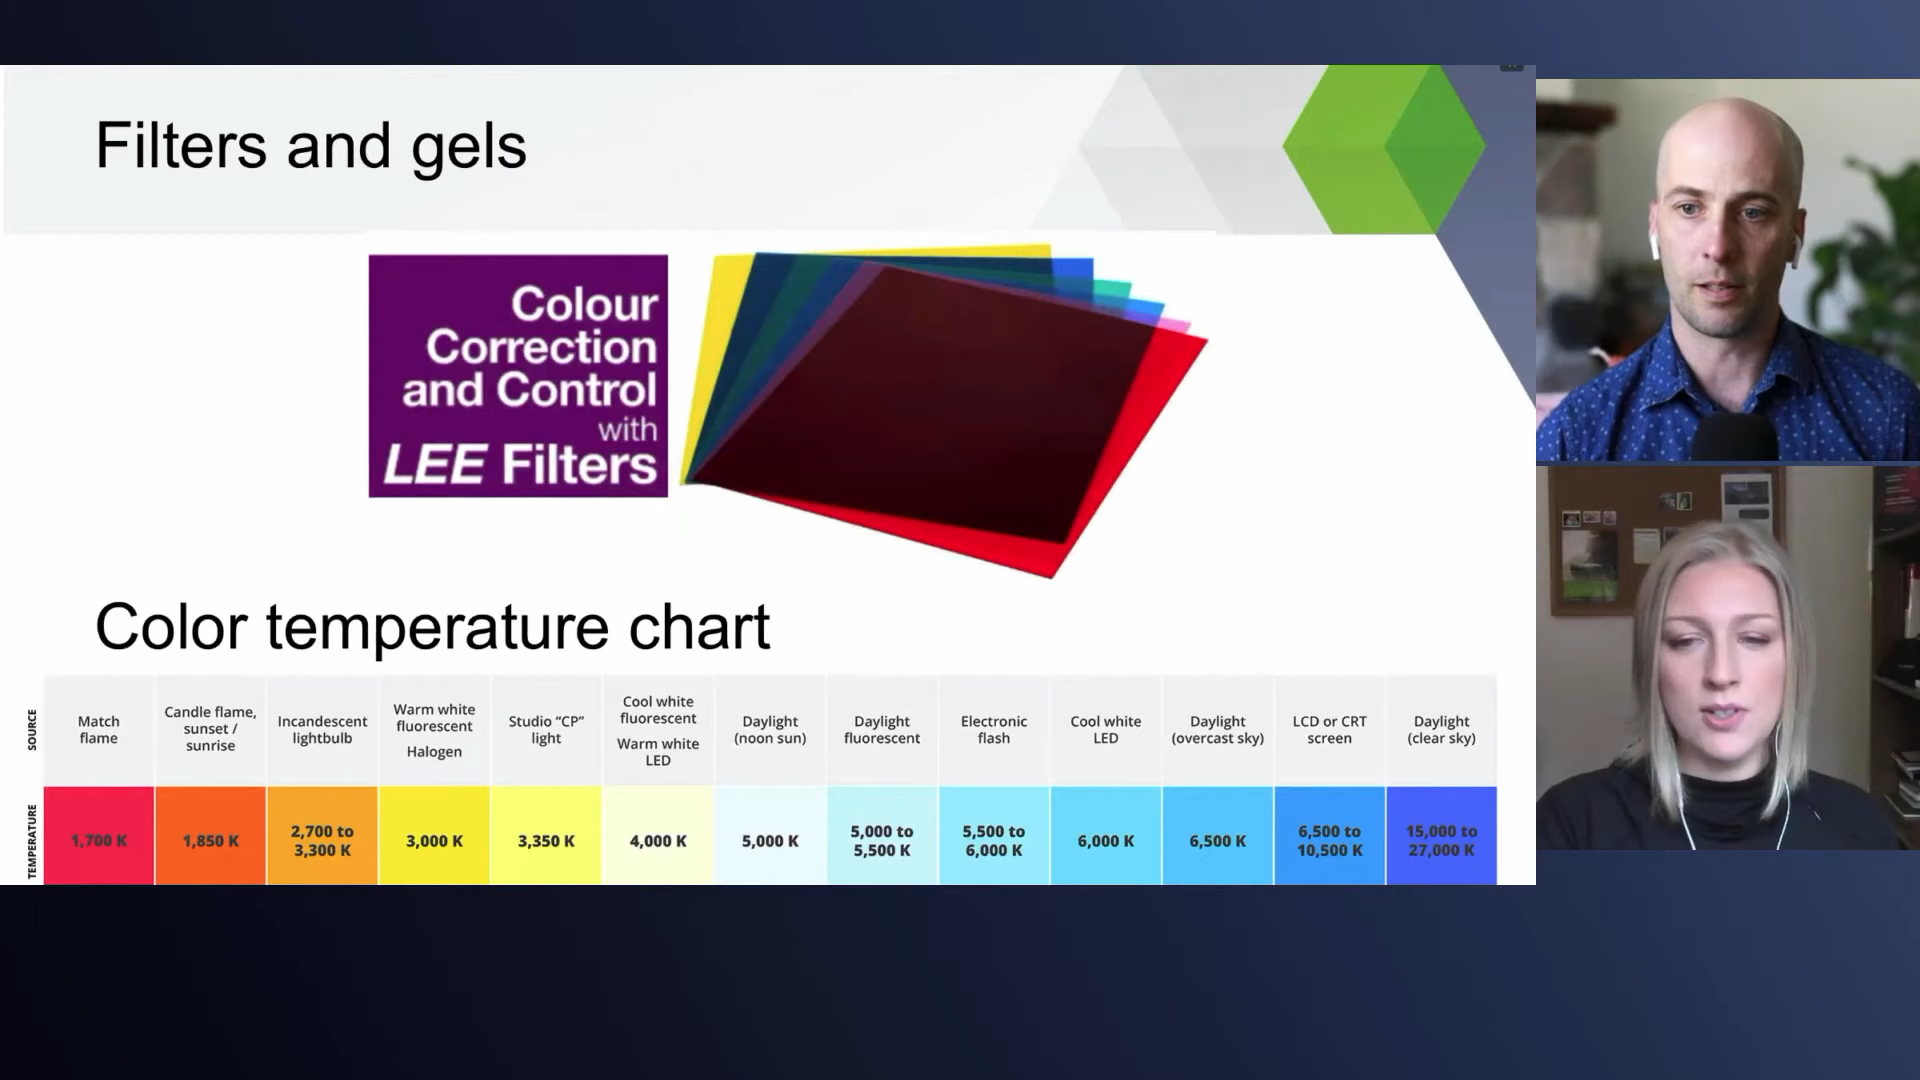 Filters and gels
Colour
Correction
and Control
with
LEE Filters
Color temperature chart
SOURCE
Match
flame
Candle flame,
sunset /
sunrise
Incandescent
lightbulb
Warm white
fluorescent
Halogen
Studio “CP”
light
Cool white
fluorescent
Warm white
LED
Daylight
(noon sun)
Daylight
fluorescent
Electronic
flash
Cool white
LED
Daylight
(overcast sky)
LCD or CRT
screen
Daylight
(clear sky)
TEMPERATURE
1,700 K
1,850 K
2,700 to
3,300 K
3,000 K
3,350 K
4,000 K
5,000 K
5,000 to
5,500 K
5,500 to
6,000 K
6,000 K
6,500 K
6,500 to
10,500 K
15,000 to
27,000 K